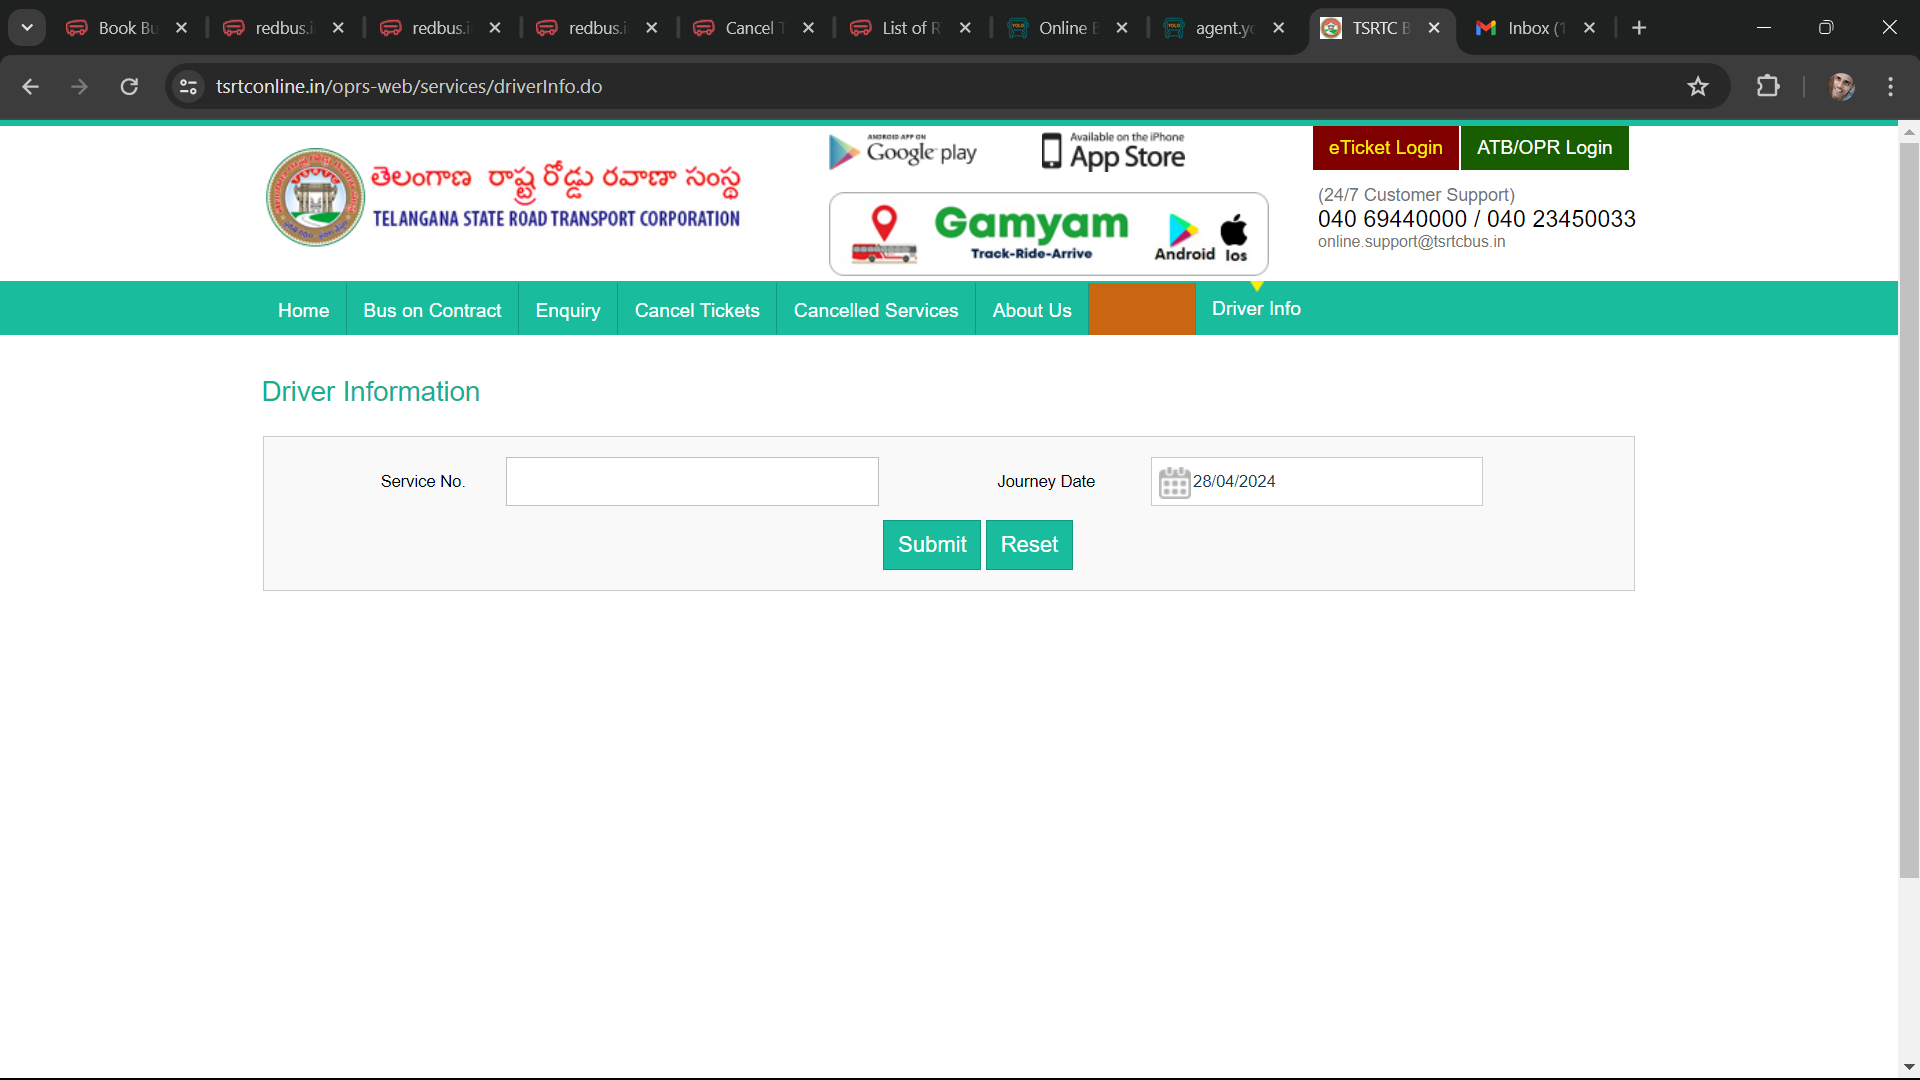 Book Bu
redbus.i
redbus.i
redbus.i
Cancel T
List of R
Online B
agent.yo
TSRTC B
Inbox (1
tsrtconline.in/oprs-web/services/driverInfo.do
తెలంగాణ రాష్ట్ర రోడ్డు రవాణా సంస్థ
TELANGANA STATE ROAD TRANSPORT CORPORATION
ANDROID APP ON
Google play
Available on the iPhone
App Store
Gamyam
Track-Ride-Arrive
Android Ios
eTicket Login
ATB/OPR Login
(24/7 Customer Support)
040 69440000 / 040 23450033
online.support@tsrtcbus.in
Home
Bus on Contract
Enquiry
Cancel Tickets
Cancelled Services
About Us
Driver Info
Driver Information
Service No.
Journey Date
28/04/2024
Submit
Reset